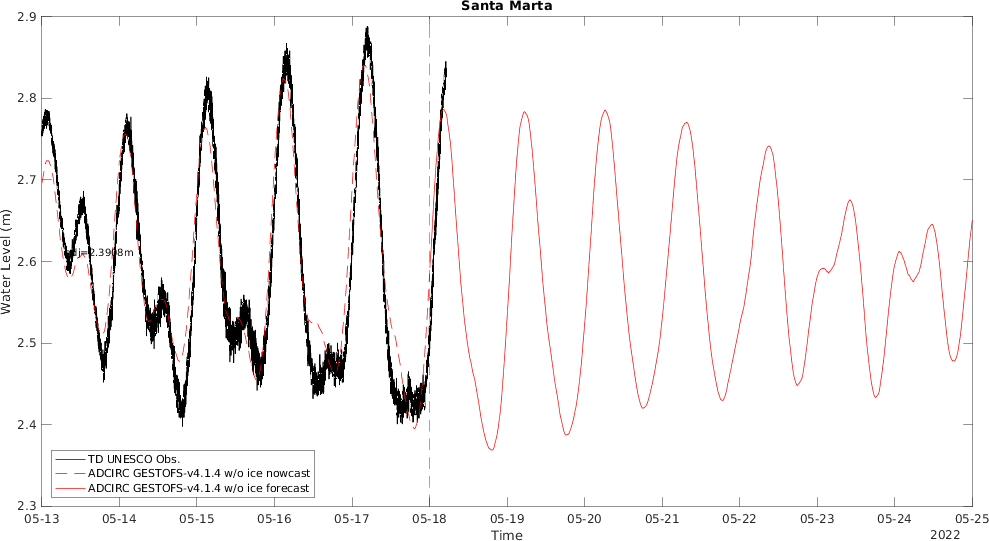 Santa Marta
2.9
2.8
2.7
2.6
2.5
2.4
2.3
Water Level (m)
=2.3908m
TD UNESCO Obs.
ADCIRC GESTOFS-v4.1.4 w/o ice nowcast
ADCIRC GESTOFS-v4.1.4 w/o ice forecast
05-13 05-14 05-15 05-16 05-17 05-18 05-19 05-20 05-21 05-22 05-23 05-24 05-25
Time
2022